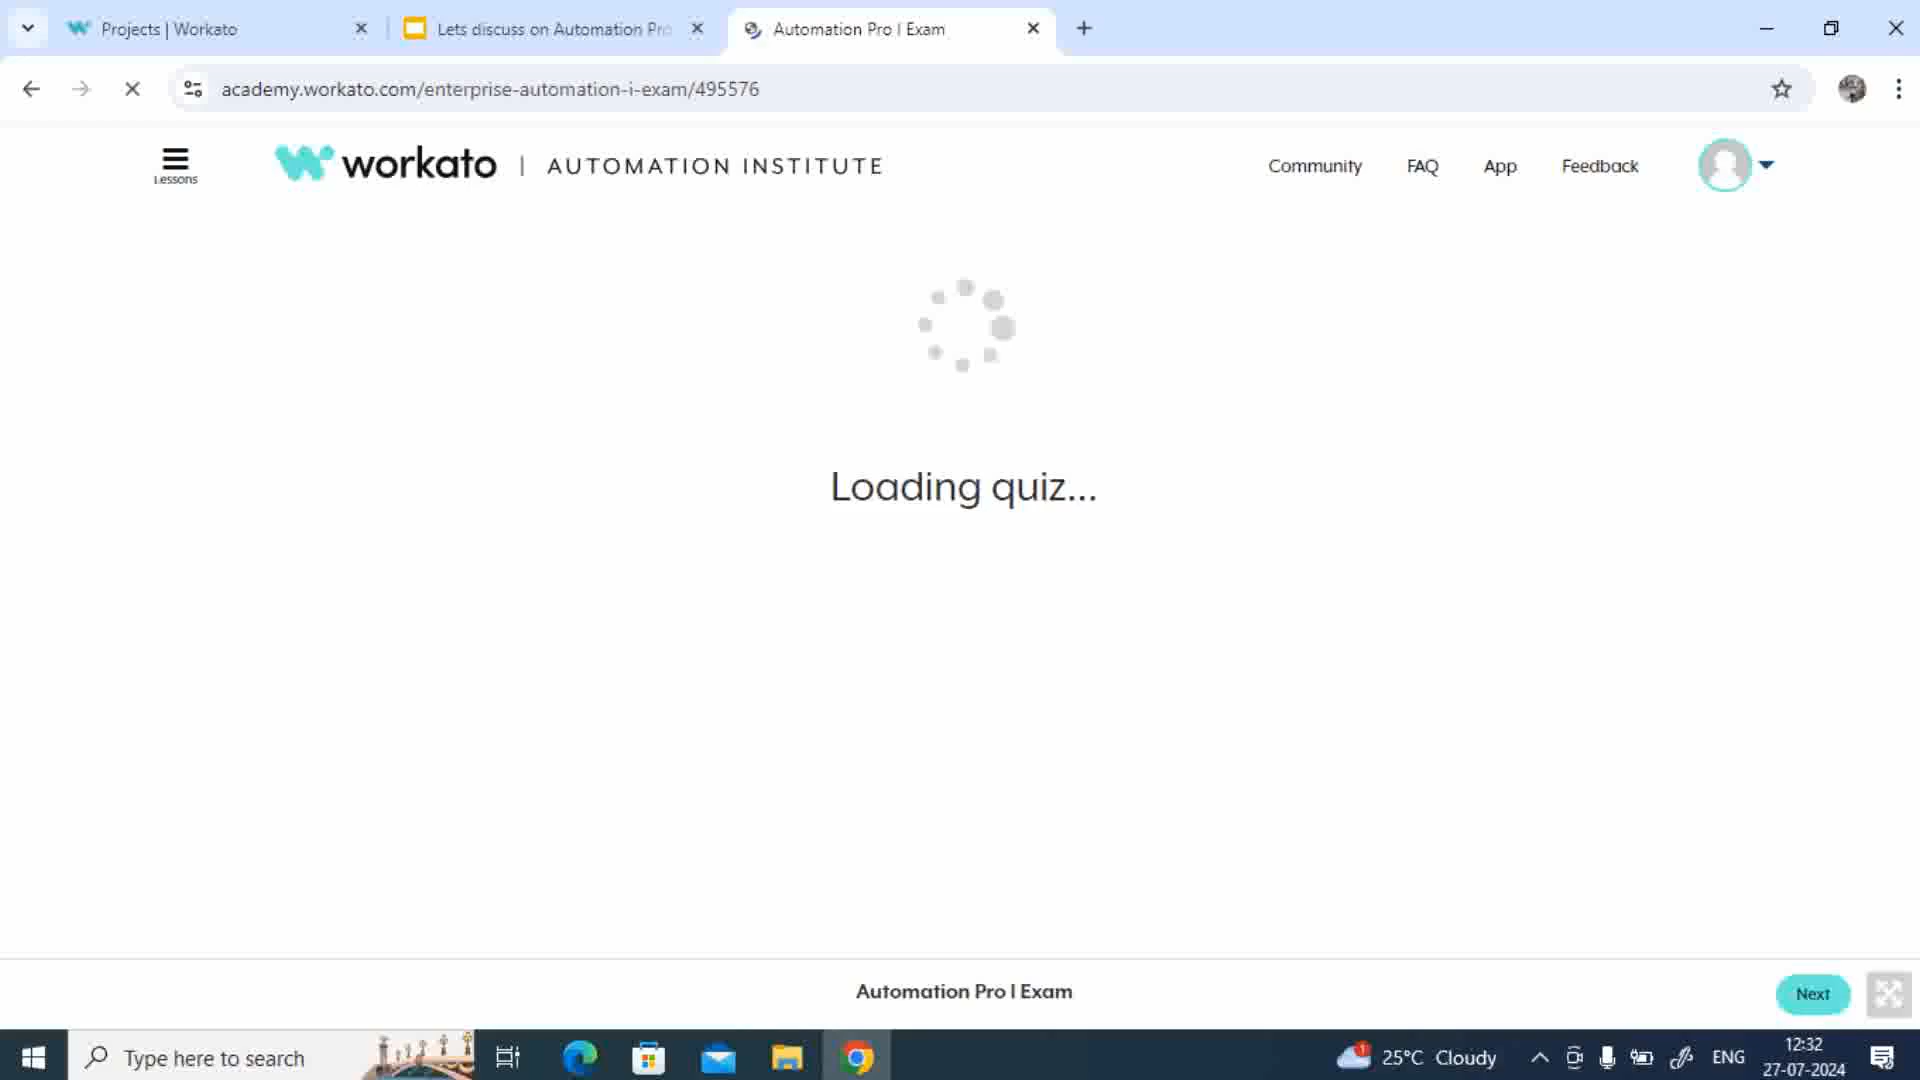 Projects | Workato
Lets discuss on Automation Pro
Automation Pro I Exam
academy.workato.com/enterprise-automation-i-exam/495576
Lessons
workato | AUTOMATION INSTITUTE
Community
FAQ
App
Feedback
Loading quiz...
Automation Pro I Exam
Next
Type here to search
1
25°C Cloudy
ENG
12:32
27-07-2024